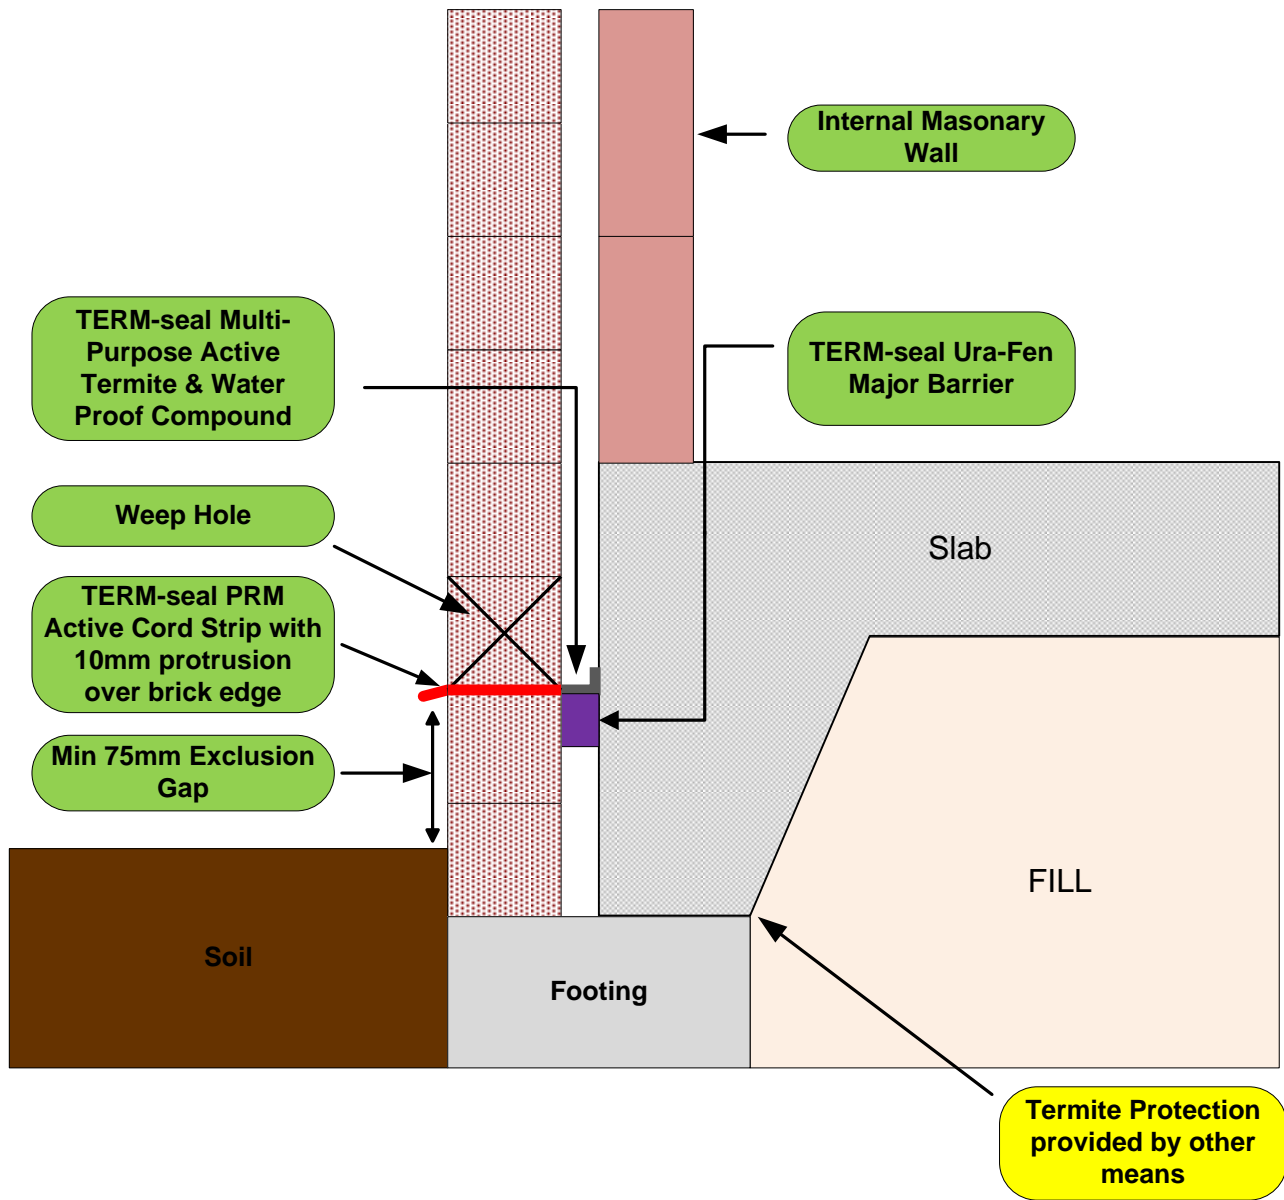 Internal Masonary
Wall
TERM-seal Multi-
Purpose Active
Termite & Water
Proof Compound
TERM-seal Ura-Fen
Major Barrier
Weep Hole
Slab
TERM-seal PRM
Active Cord Strip with
10mm protrusion
over brick edge
Min 75mm Exclusion
Gap
FILL
Soil
Footing
Termite Protection
provided by other
means